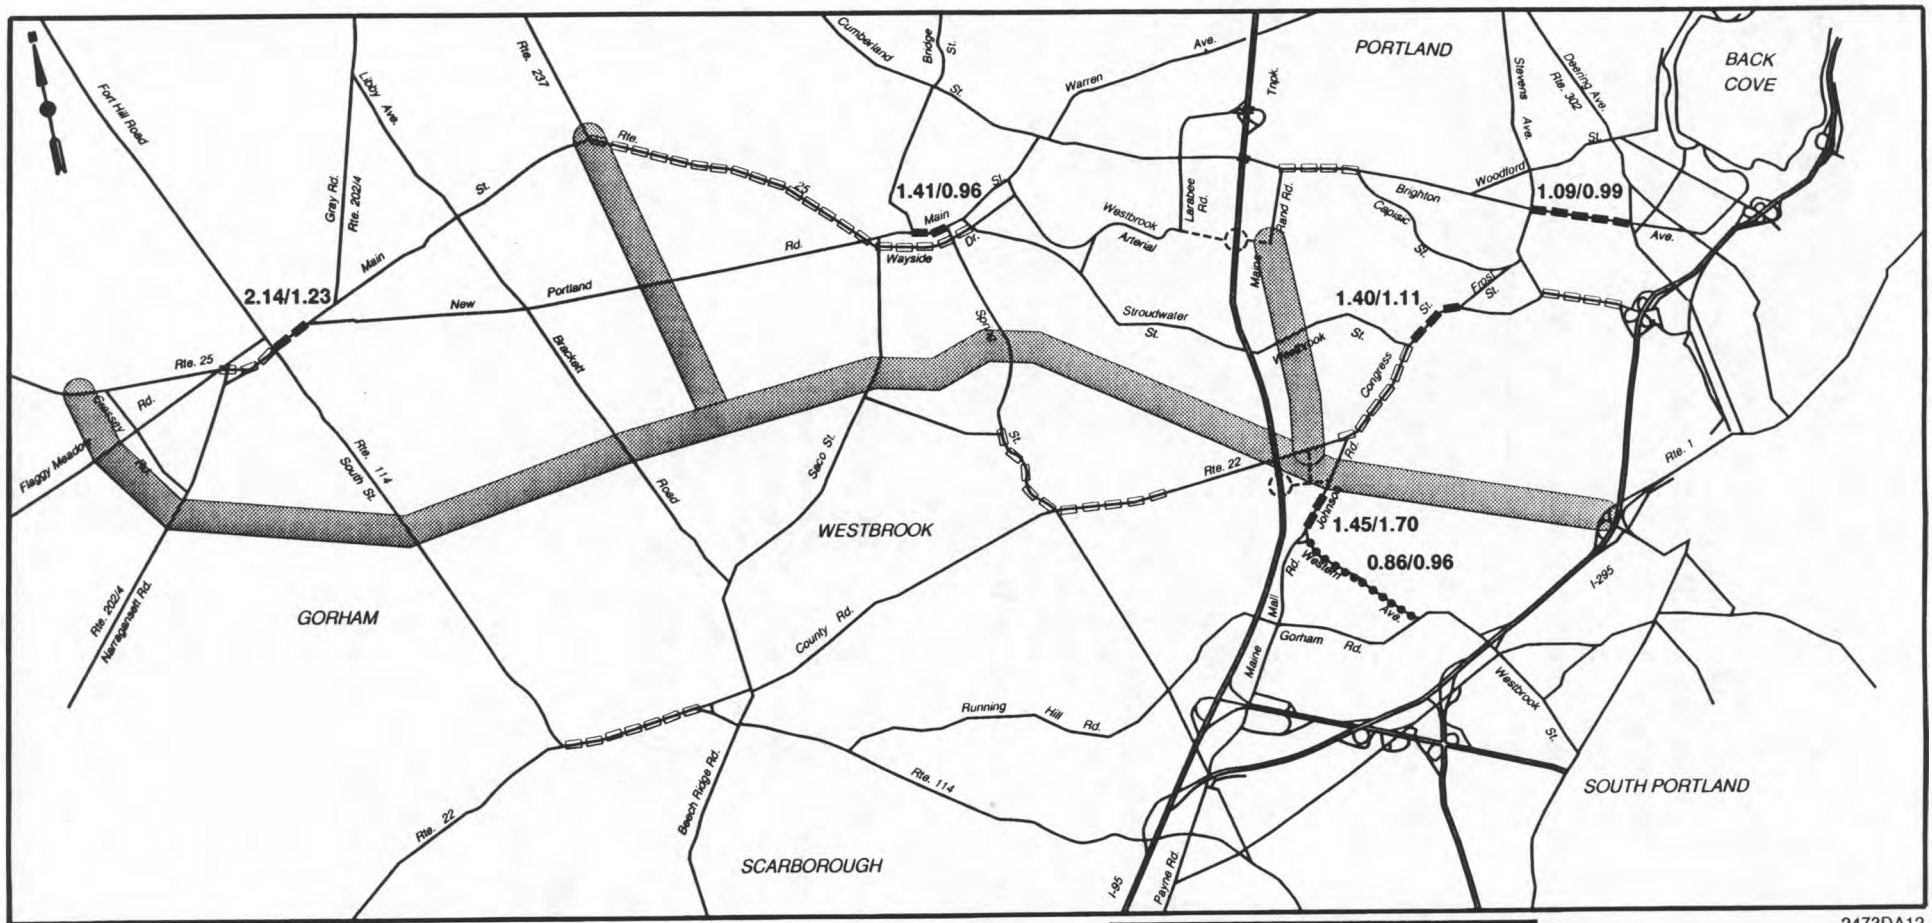 Fort Hill Road
Libby Ave.
Gray Rd.
Rte. 202/4
Rte. 237
Cumberland
St.
Bridge
St.
Warren
Ave.
Tnpk.
PORTLAND
Stevens
Ave.
Deering Ave.
Rte. 302
BACK
COVE
Rte.
25
Main
St.
1.41/0.96
Main
St.
Wayside
Dr.
Westbrook
Arterial
Larabee
Rd.
Rand Rd.
Maine
Brighton
Ave.
Capisic
St.
Woodford
St.
1.09/0.99
2.14/1.23
New
Portland
Rd.
Stroudwater
St.
1.40/1.11
Frost
St.
Westbrook
St.
Congress
St.
Spring
St.
Rte. 25
Cressey
Rd.
Flaggy Meadow
Rd.
Rte. 114
South St.
Brackett
Road
Saco St.
Rte. 22
Johnson
Rd.
Rte. 1
WESTBROOK
1.45/1.70
0.86/0.96
Western
Ave.
I-295
GORHAM
Rte. 202/4
Narragansett Rd.
County
Rd.
Maine
Mall
Rd.
Gorham
Rd.
Westbrook
St.
Running
Hill
Rd.
Rte. 114
Rte. 22
Beech Ridge Rd.
SCARBOROUGH
I-95
Payne Rd.
SOUTH PORTLAND
2473DA12